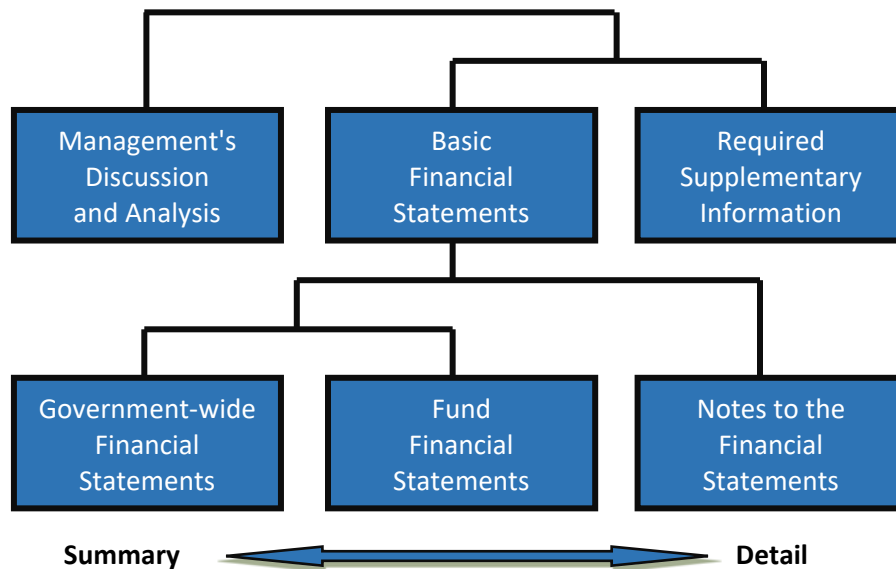 Management's
Discussion
and Analysis
Basic
Financial
Statements
Required
Supplementary
Information
Government-wide
Financial
Statements
Fund
Financial
Statements
Notes to the
Financial
Statements
Summary
Detail